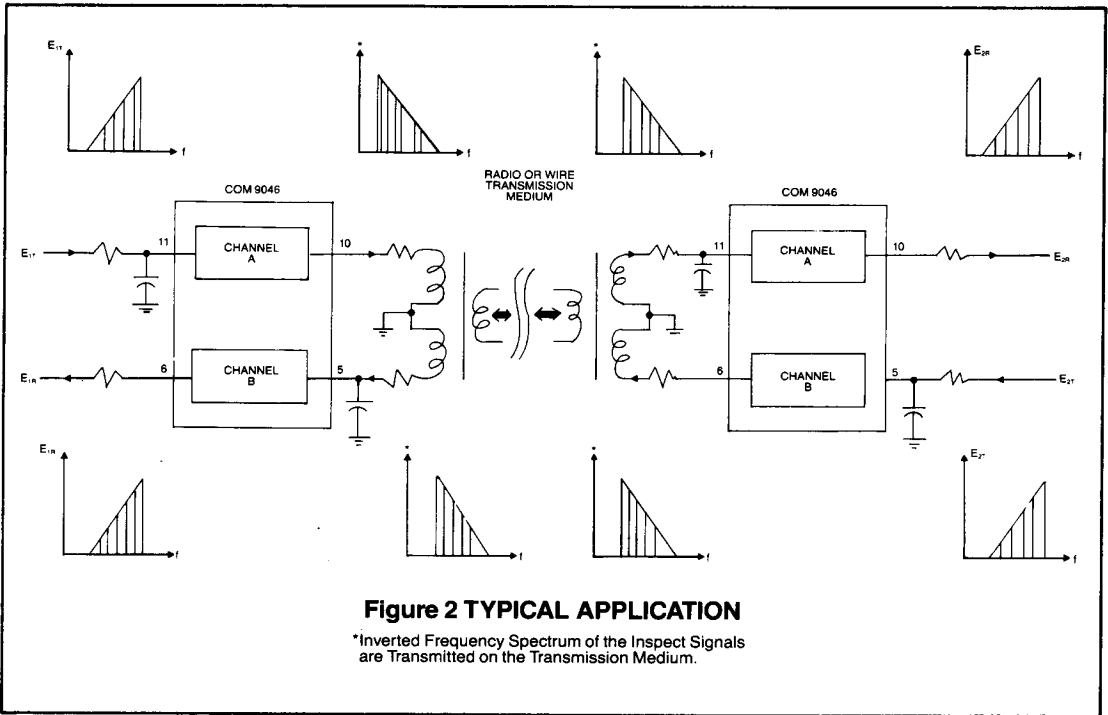 E1T
*
*
E2R
f
f
f
f
RADIO OR WIRE
TRANSMISSION
MEDIUM
COM 9046
COM 9046
E1T
11
CHANNEL
A
10
11
CHANNEL
A
10
E2R
E1R
6
CHANNEL
B
5
6
CHANNEL
B
5
E2T
E1R
*
*
E2T
f
f
f
f
Figure 2 TYPICAL APPLICATION
*Inverted Frequency Spectrum of the Inspect Signals
are Transmitted on the Transmission Medium.